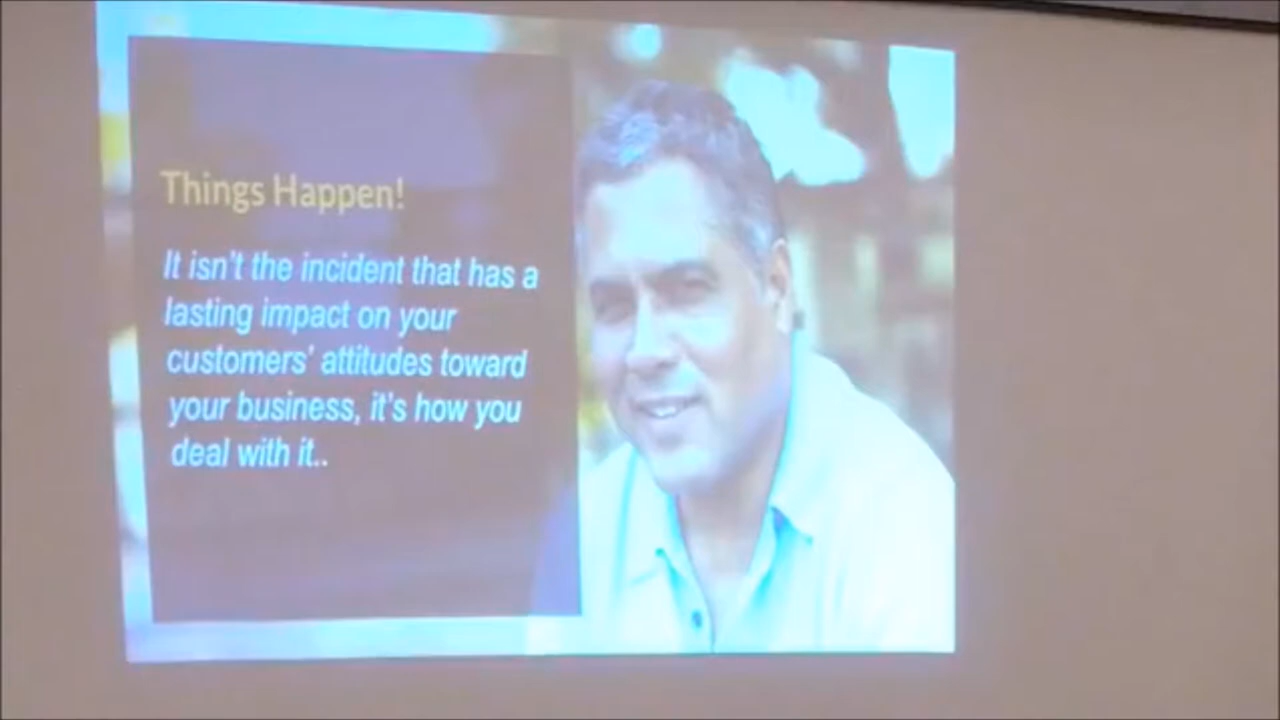 Things Happen!
It isn't the incident that has a
lasting impact on your
customers' attitudes toward
your business, it's how you
deal with it..